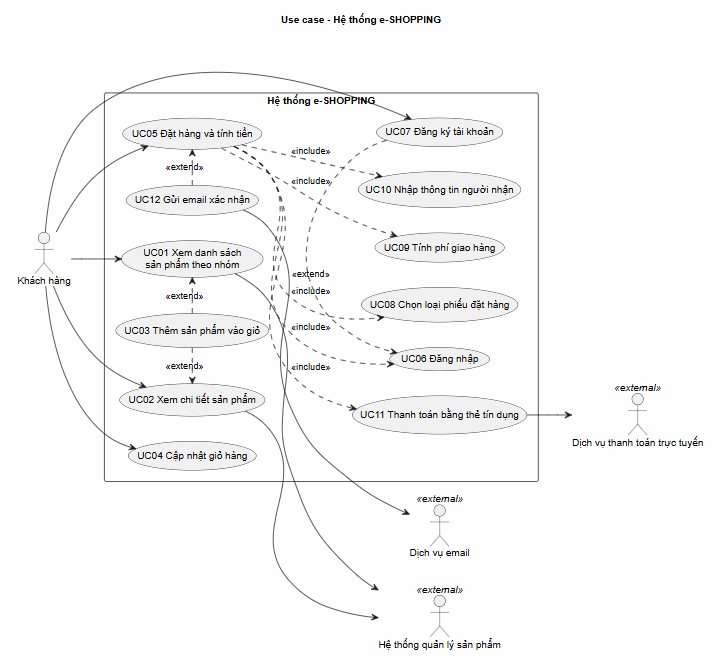 Use case - Hệ thống e-SHOPPING
Hệ thống e-SHOPPING
UC05 Đặt hàng và tính tiền
UC07 Đăng ký tài khoản
«include»
«extend»
«include»
UC10 Nhập thông tin người nhận
UC12 Gửi email xác nhận
UC01 Xem danh sách
sản phẩm theo nhóm
UC09 Tính phí giao hàng
Khách hàng
«extend»
«extend»
«include»
UC08 Chọn loại phiếu đặt hàng
UC03 Thêm sản phẩm vào giỏ
«include»
UC06 Đăng nhập
«extend»
«include»
«external»
UC02 Xem chi tiết sản phẩm
UC11 Thanh toán bằng thẻ tín dụng
Dịch vụ thanh toán trực tuyến
UC04 Cập nhật giỏ hàng
«external»
Dịch vụ email
«external»
Hệ thống quản lý sản phẩm